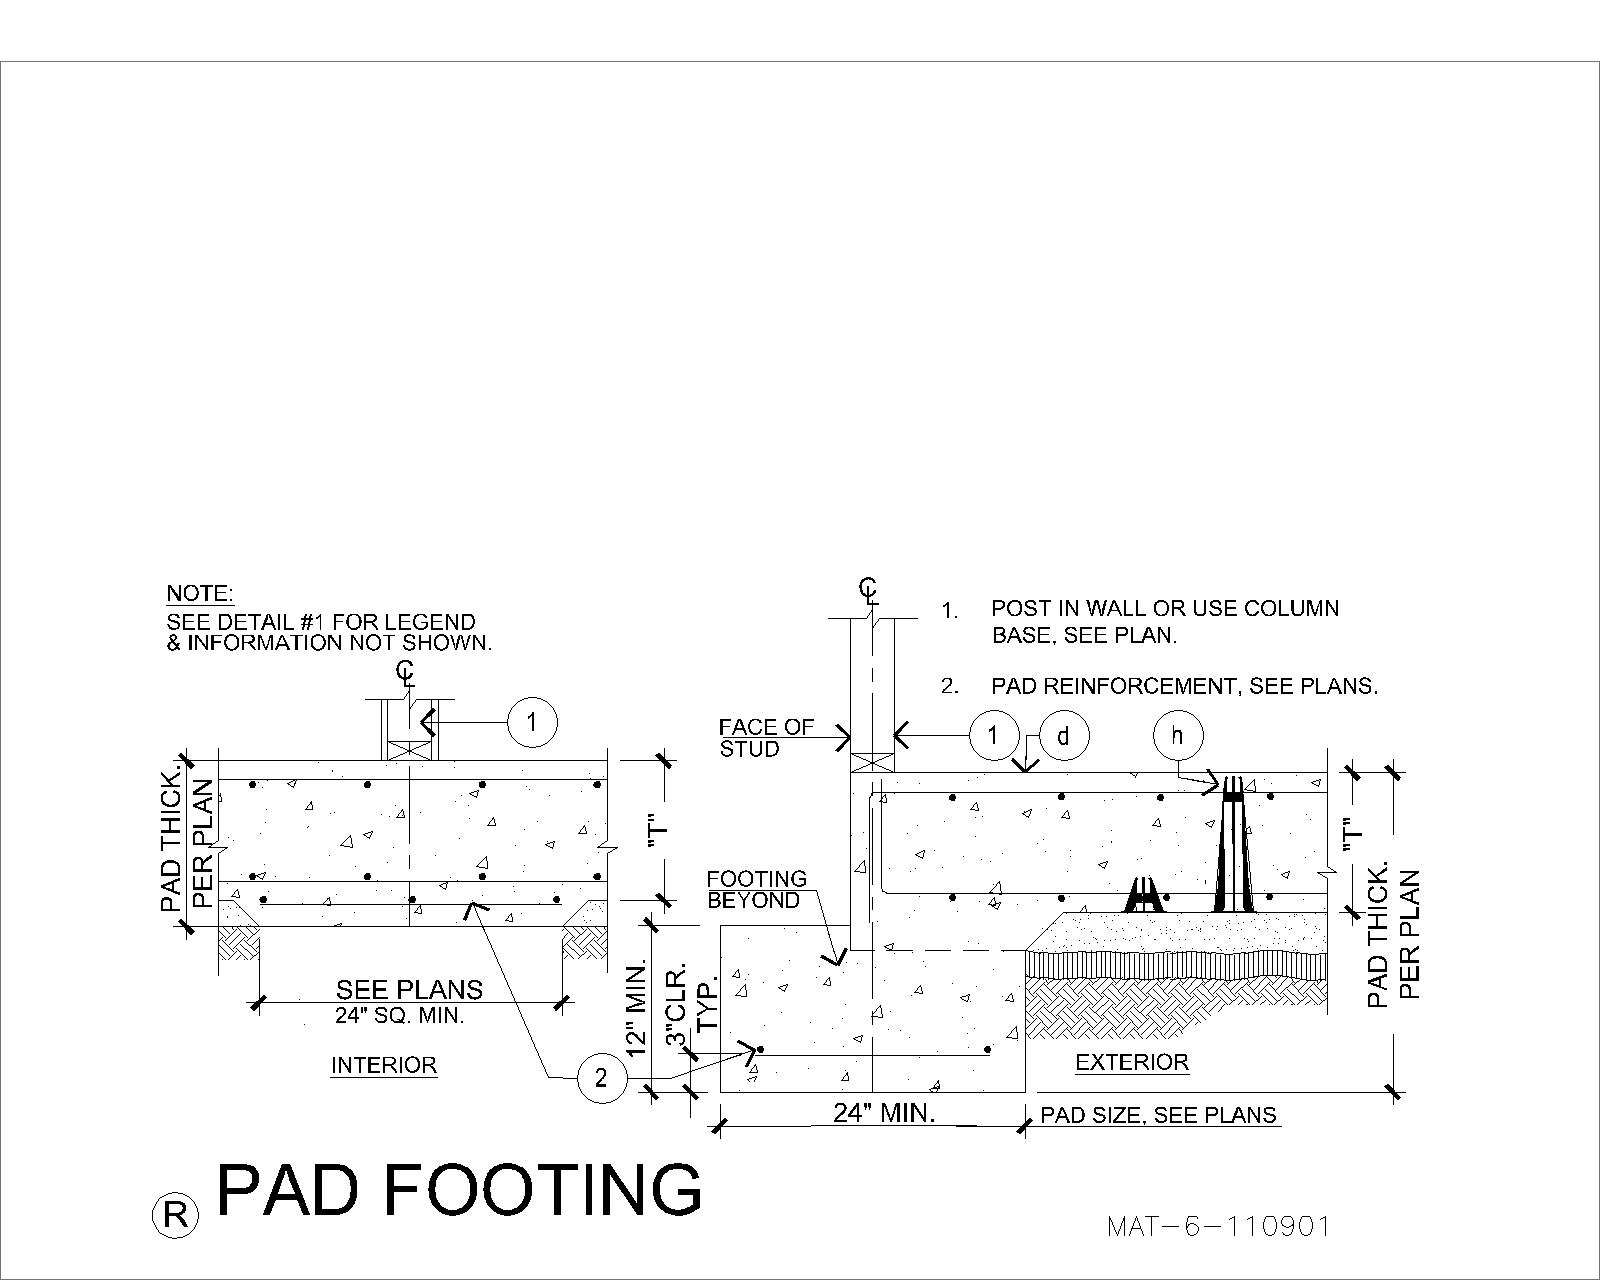 NOTE:
SEE DETAIL #1 FOR LEGEND
& INFORMATION NOT SHOWN.
℄
1
PAD THICK.
PER PLAN
"T"
SEE PLANS
24" SQ. MIN.
INTERIOR
2
℄
1. POST IN WALL OR USE COLUMN
BASE, SEE PLAN.
2. PAD REINFORCEMENT, SEE PLANS.
FACE OF
STUD
1
d
h
FOOTING
BEYOND
12" MIN.
3"CLR.
TYP.
"T"
PAD THICK.
PER PLAN
EXTERIOR
24" MIN.
PAD SIZE, SEE PLANS
R PAD FOOTING
MAT-6-110901